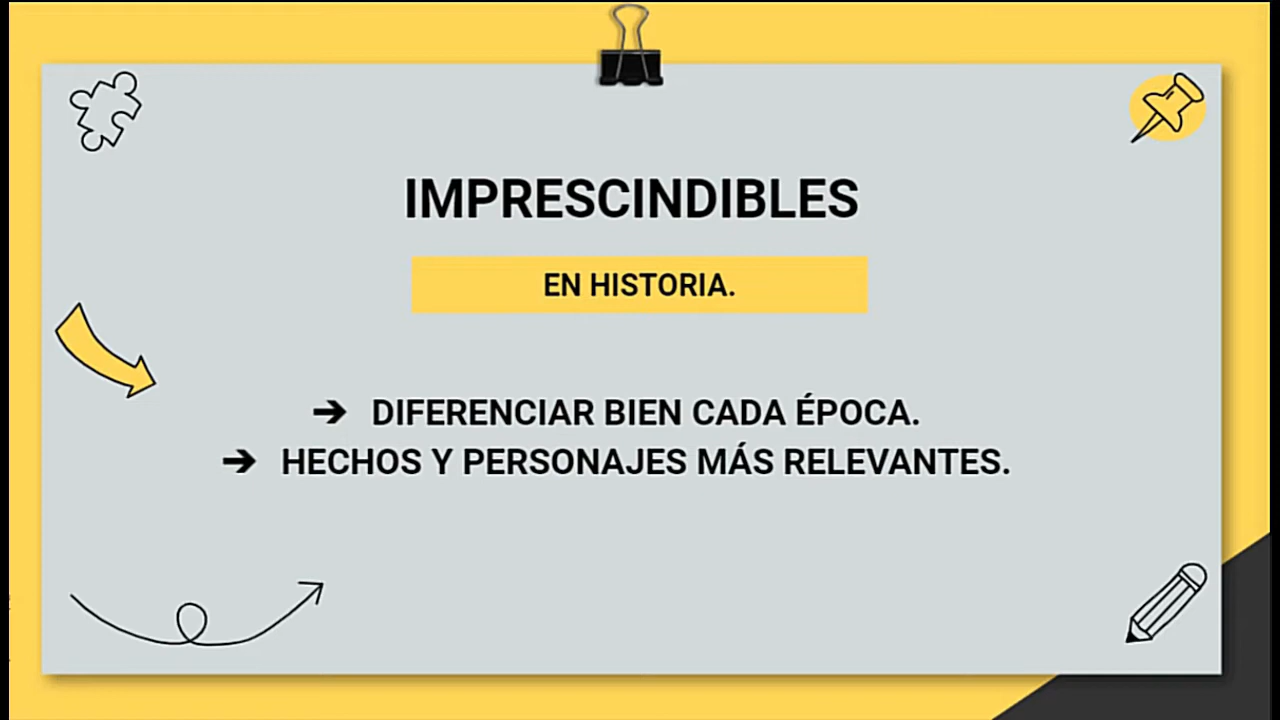 IMPRESCINDIBLES
EN HISTORIA.
➔ DIFERENCIAR BIEN CADA ÉPOCA.
➔ HECHOS Y PERSONAJES MÁS RELEVANTES.